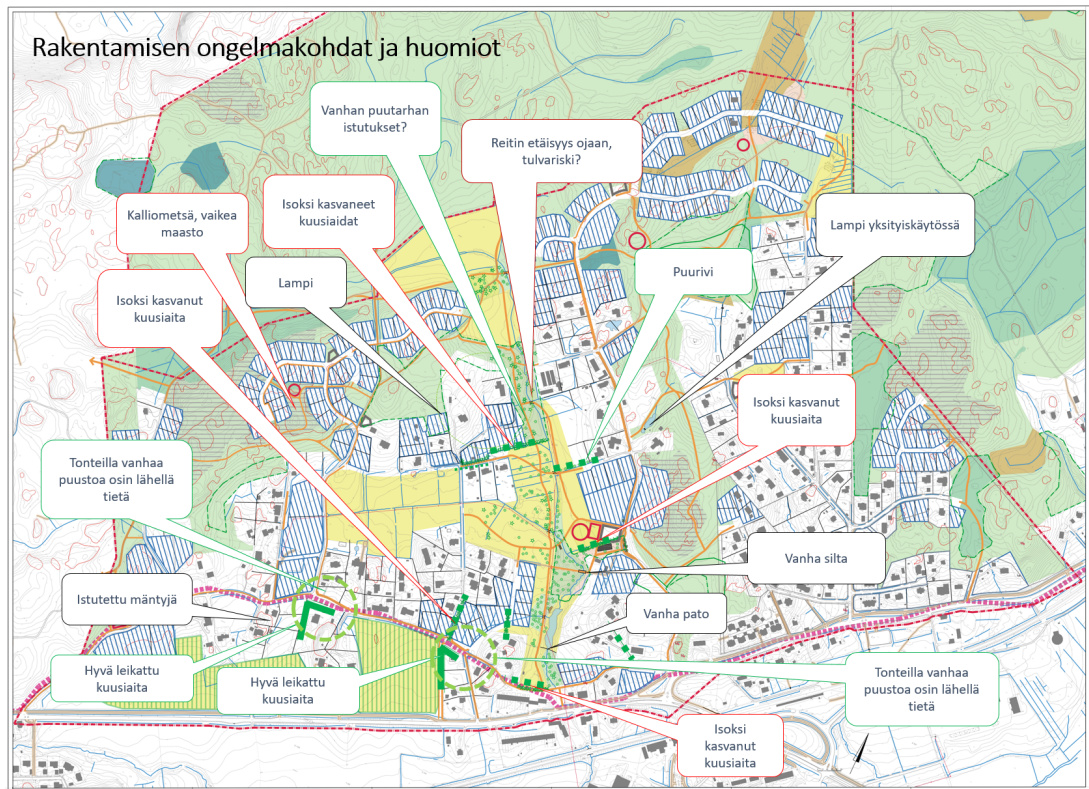 Rakentamisen ongelmakohdat ja huomiot
Vanhan puutarhan
istutukset?
Reitin etäisyys ojaan,
tulvariski?
Kalliometsä, vaikea
maasto
Isoksi kasvaneet
kuusiaidat
Lampi yksityiskäytössä
Isoksi kasvanut
kuusiaita
Lampi
Puurivi
Isoksi kasvanut
kuusiaita
Tonteilla vanhaa
puustoa osin lähellä
tietä
Vanha silta
Istutettu mäntyjä
Vanha pato
Hyvä leikattu
kuusiaita
Hyvä leikattu
kuusiaita
Tonteilla vanhaa
puustoa osin lähellä
tietä
Isoksi
kasvanut
kuusiaita